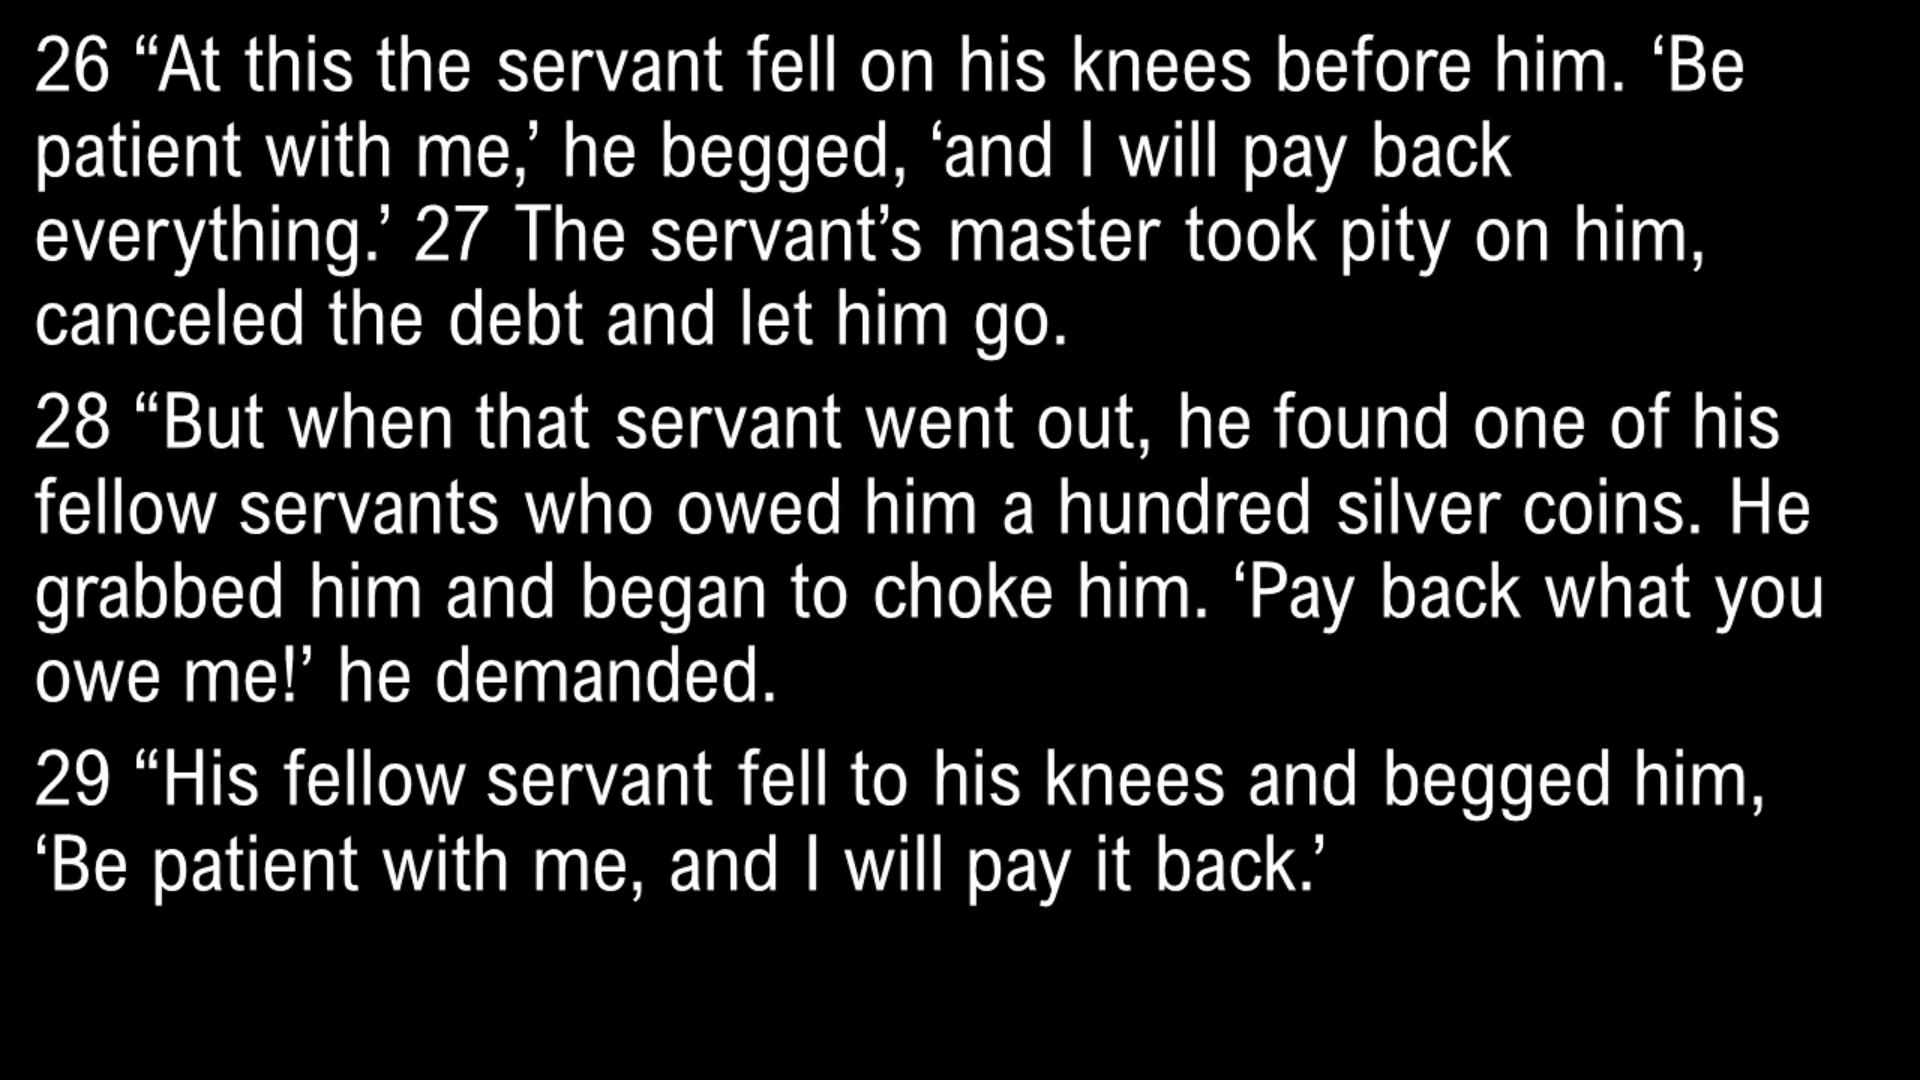 26 “At this the servant fell on his knees before him. ‘Be
patient with me,’ he begged, ‘and I will pay back
everything.’ 27 The servant’s master took pity on him,
canceled the debt and let him go.
28 “But when that servant went out, he found one of his
fellow servants who owed him a hundred silver coins. He
grabbed him and began to choke him. ‘Pay back what you
owe me!’ he demanded.
29 “His fellow servant fell to his knees and begged him,
‘Be patient with me, and I will pay it back.’